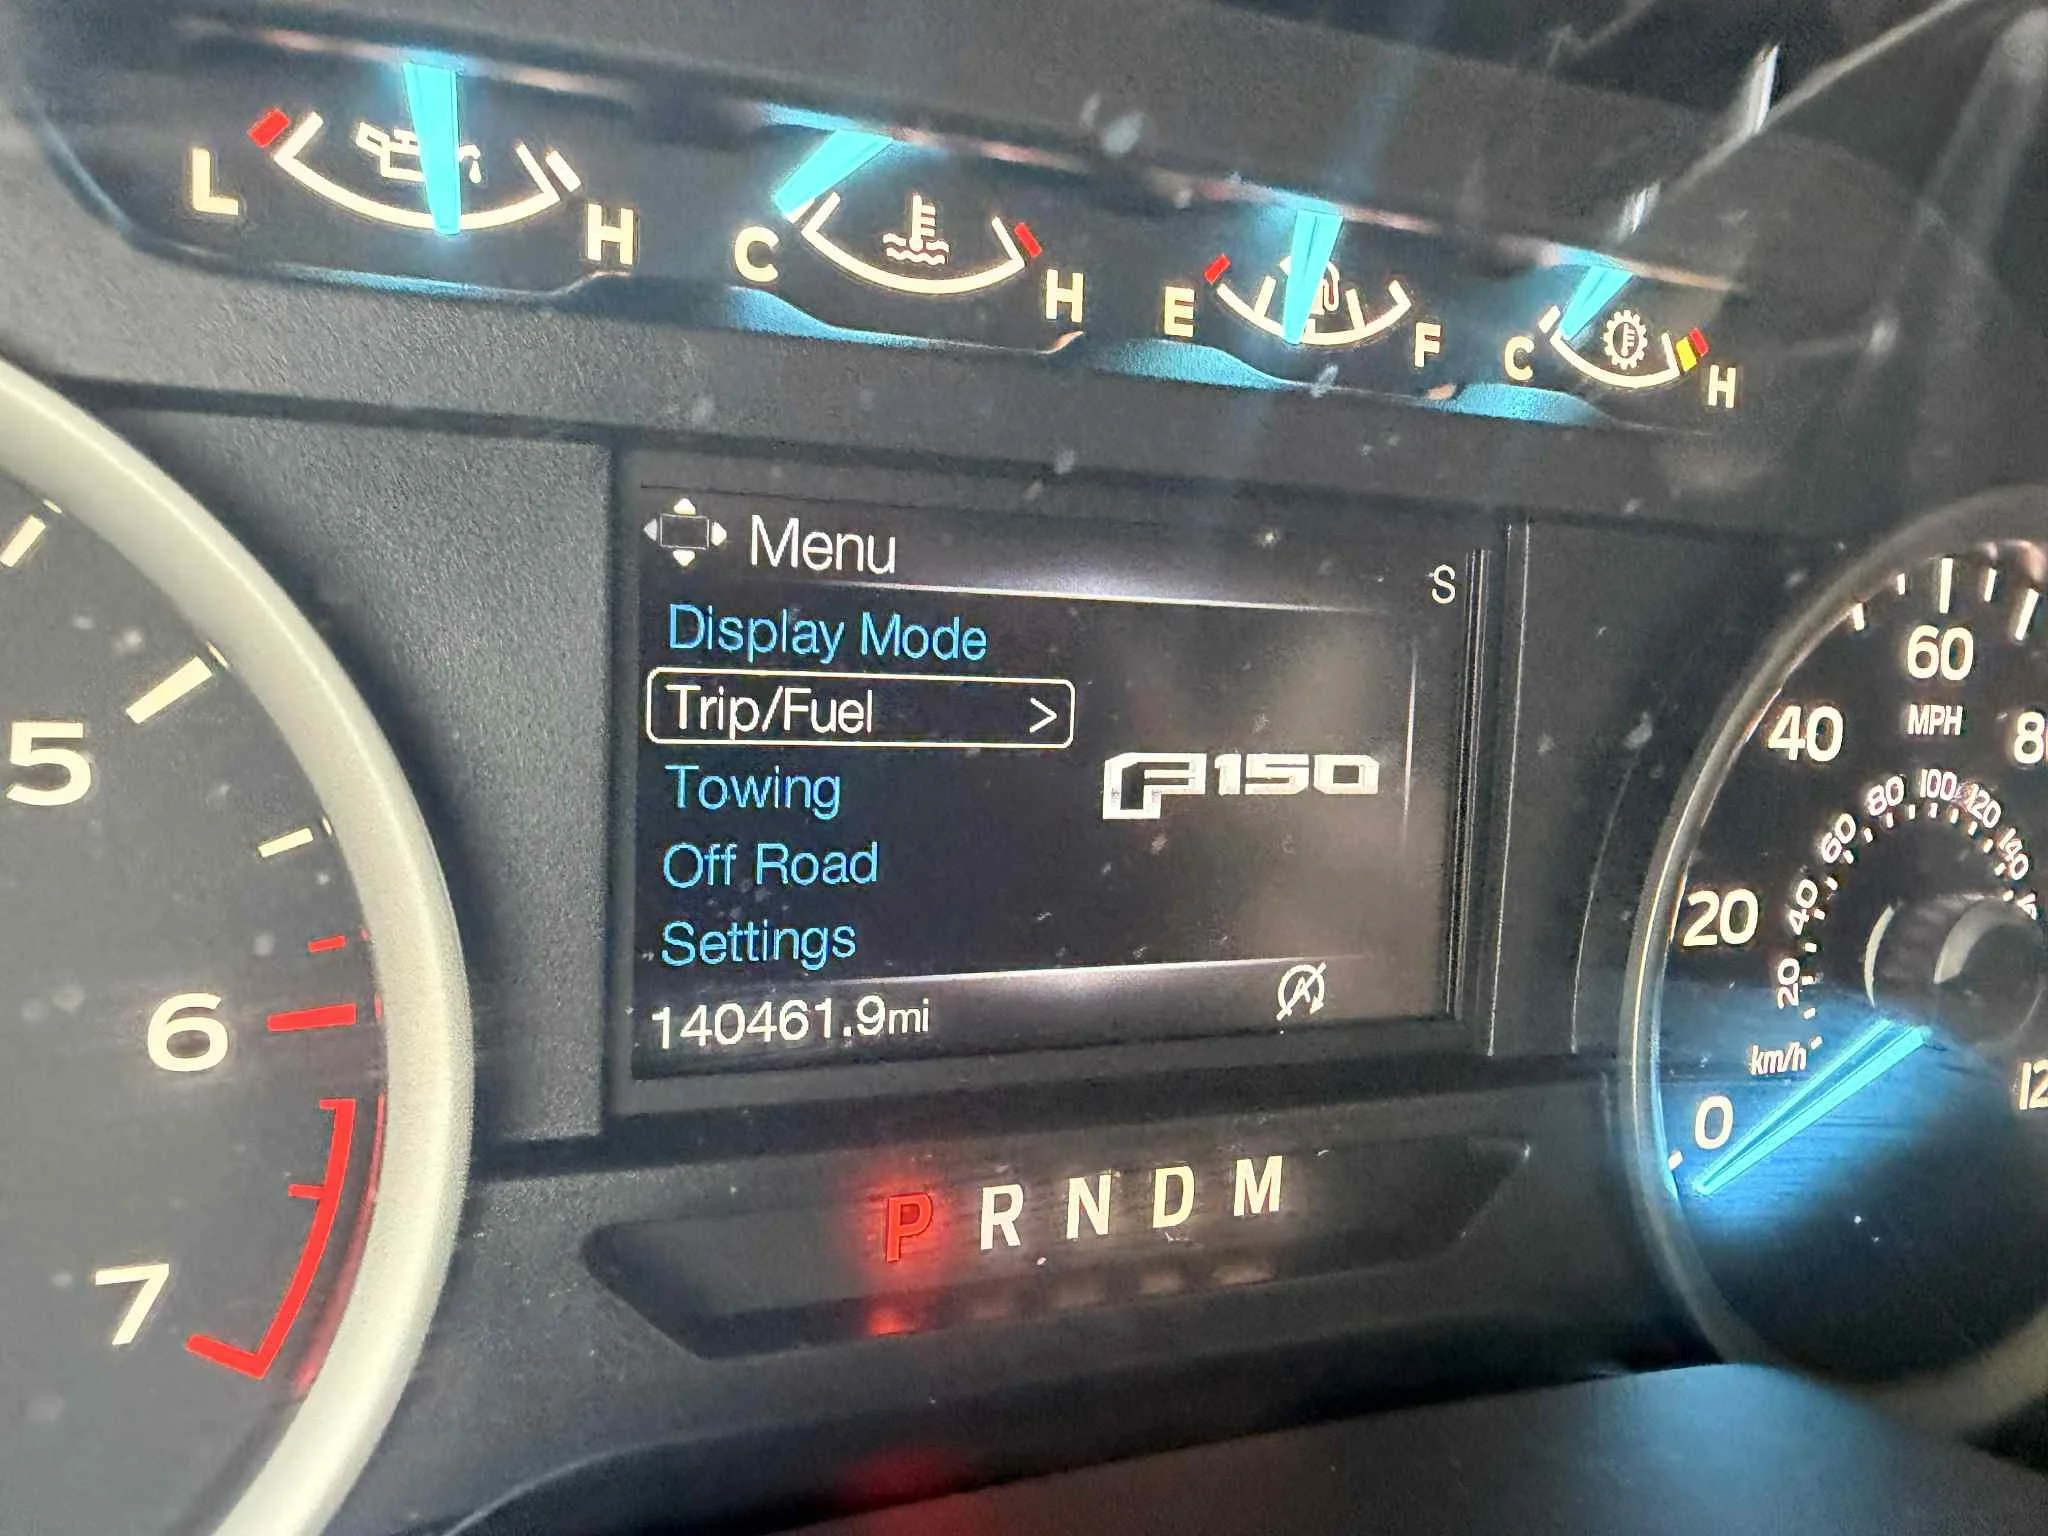 L H C H E F C H
Menu
S
Display Mode
Trip/Fuel >
Towing
F150
Off Road
Settings
140461.9mi
P R N D M
5
6
7
0 20 40 60
MPH
20 40 60 80 100 120 140
km/h